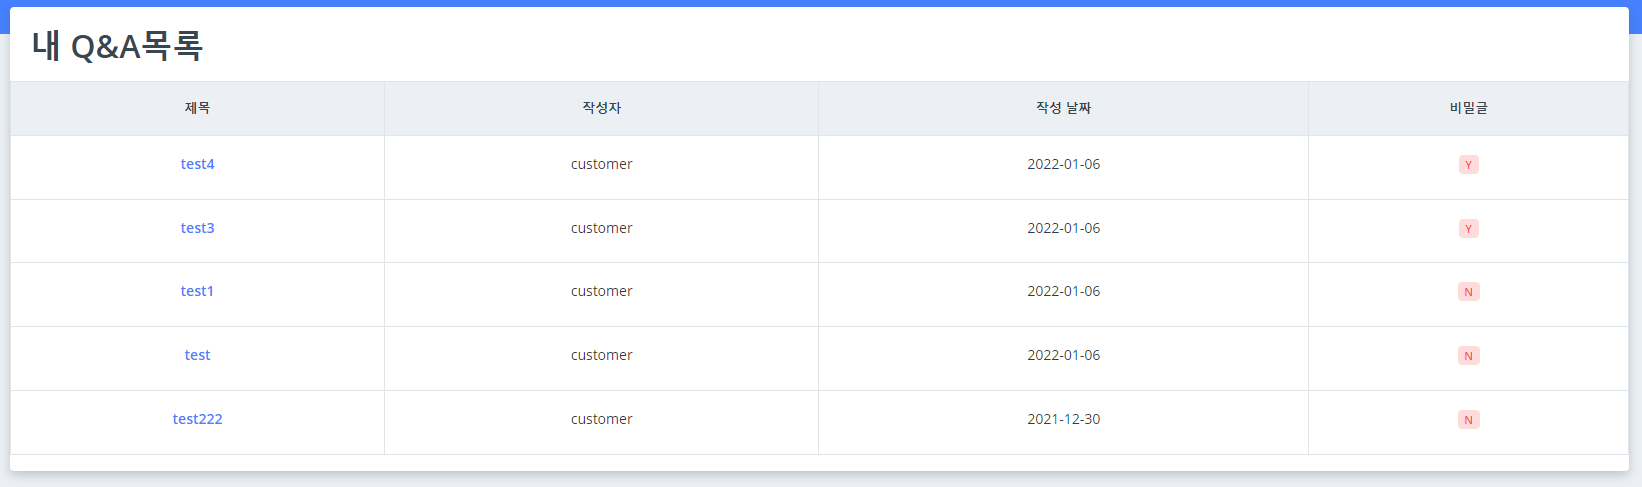 내 Q&A목록
제목 작성자 작성 날짜 비밀글
test4 customer 2022-01-06 Y
test3 customer 2022-01-06 Y
test1 customer 2022-01-06 N
test customer 2022-01-06 N
test222 customer 2021-12-30 N